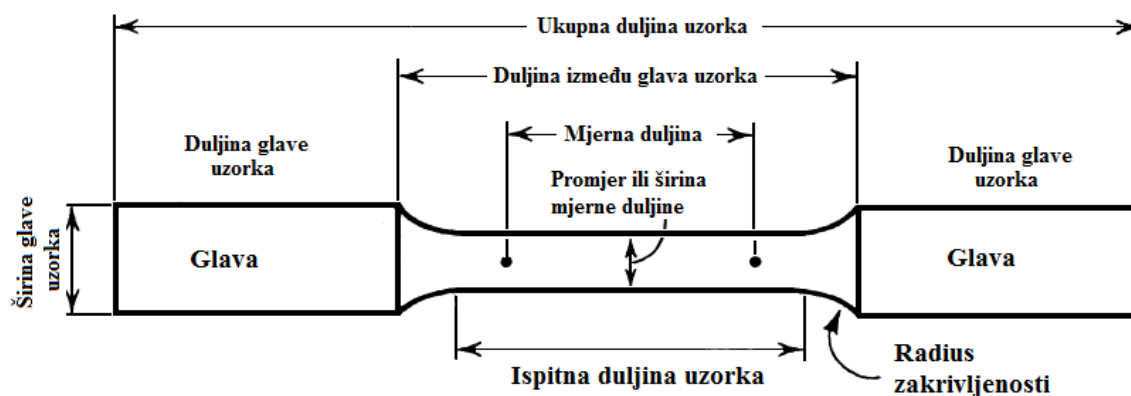 Ukupna duljina uzorka
Duljina između glava uzorka
Mjerna duljina
Duljina glave
uzorka
Promjer ili širina
mjerne duljine
Duljina glave
uzorka
Širina glave
uzorka
Glava
Glava
Ispitna duljina uzorka
Radius
zakrivljenosti